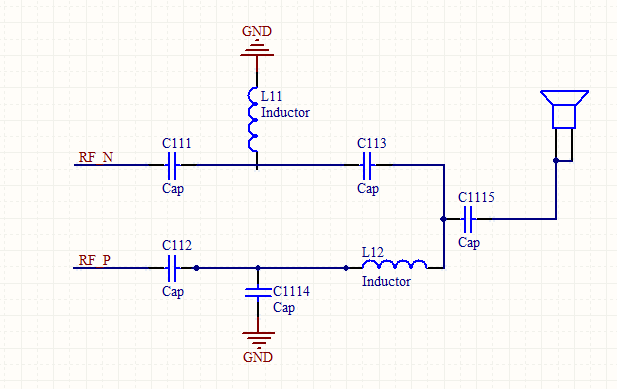 GND
L11
Inductor
C111
C113
RF_N
Cap
Cap
C1115
Cap
C112
L12
RF_P
Cap
Inductor
C1114
Cap
GND